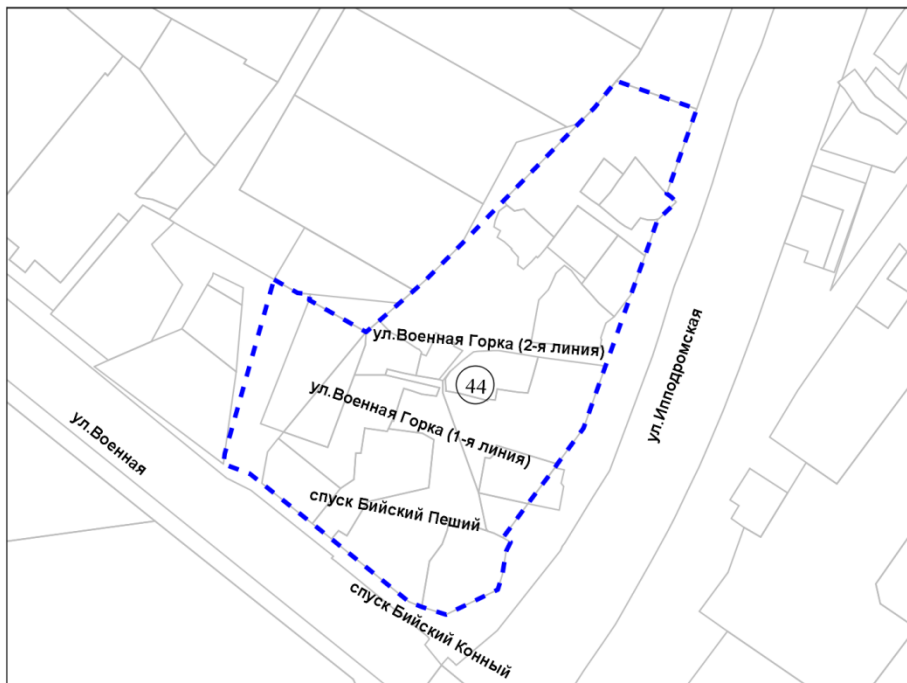 ул.Военная Горка (2-я линия)
44
ул.Военная Горка (1-я линия)
ул.Ипподромская
ул.Военная
спуск Бийский Пеший
спуск Бийский Конный